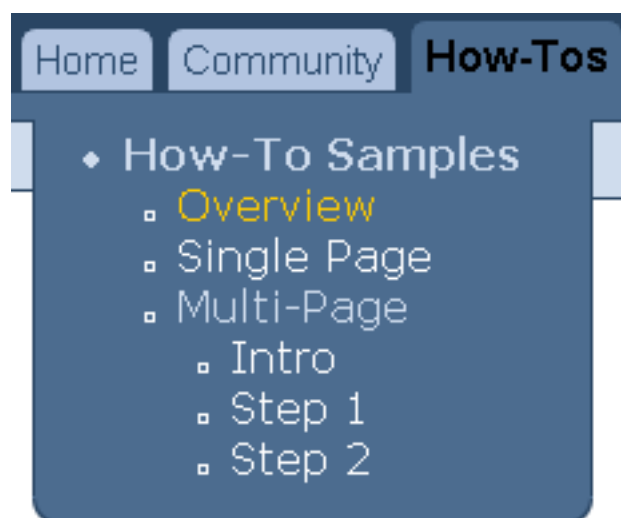 Home Community How-Tos
How-To Samples
Overview
Single Page
Multi-Page
Intro
Step 1
Step 2